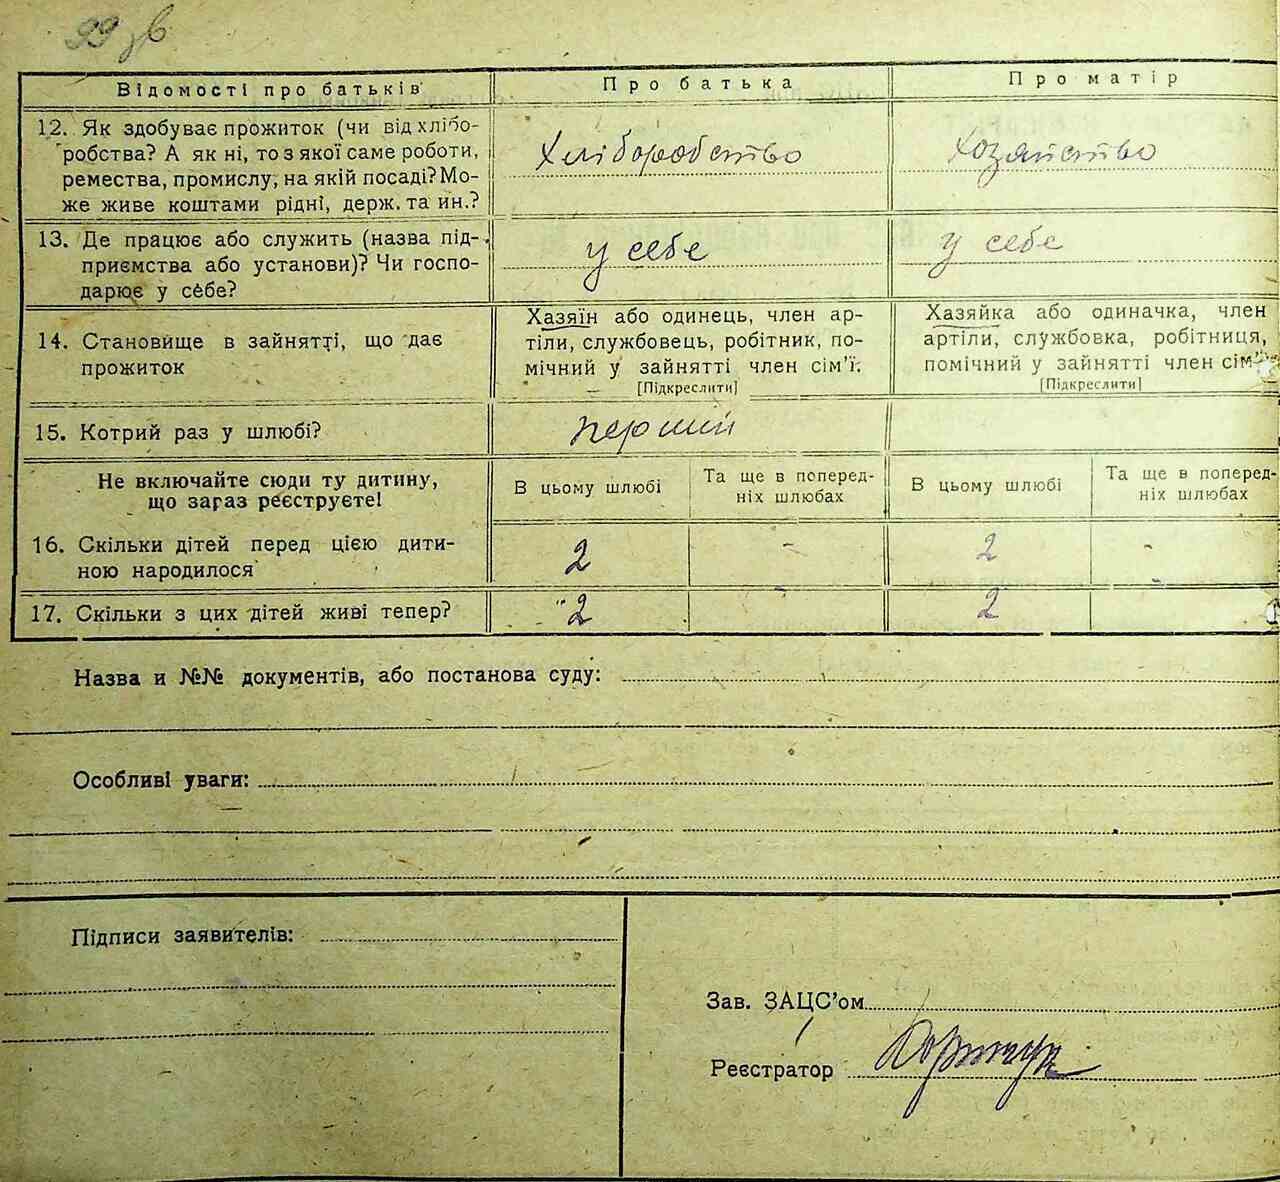 99 зв
Відомості про батьків
Про батька
Про матір
12. Як здобуває прожиток (чи від хлібо-
робства? А як ні, то з якої саме роботи,
ремества, промислу, на якій посаді? Мо-
же живе коштами рідні, держ. та ин.?
Хліборобство
Хозяйство
13. Де працює або служить (назва під-
приємства або установи)? Чи госпо-
дарює у себе?
у себе
у себе
14. Становище в зайнятті, що дає
прожиток
Хазяїн або одинець, член ар-
тіли, службовець, робітник, по-
мічний у зайнятті член сім'ї.
[Підкреслити]
Хазяйка або одиначка, член
артіли, службовка, робітниця,
помічний у зайнятті член сім'ї
[Підкреслити]
15. Котрий раз у шлюбі?
перший
Не включайте сюди ту дитину,
що зараз реєструєте!
В цьому шлюбі
Та ще в поперед-
ніх шлюбах
В цьому шлюбі
Та ще в поперед-
ніх шлюбах
16. Скільки дітей перед цією дити-
ною народилося
2
-
2
-
17. Скільки з цих дітей живі тепер?
2
-
2
-
Назва и №№ документів, або постанова суду:
Особливі уваги:
Підписи заявителів:
Зав. ЗАЦС'ом
Реєстратор